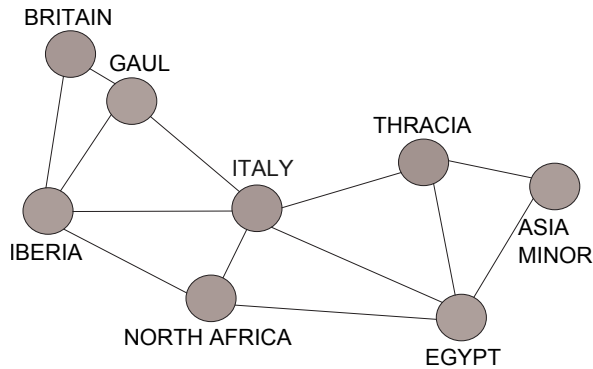 BRITAIN
GAUL
THRACIA
ITALY
ASIA
MINOR
IBERIA
NORTH AFRICA
EGYPT